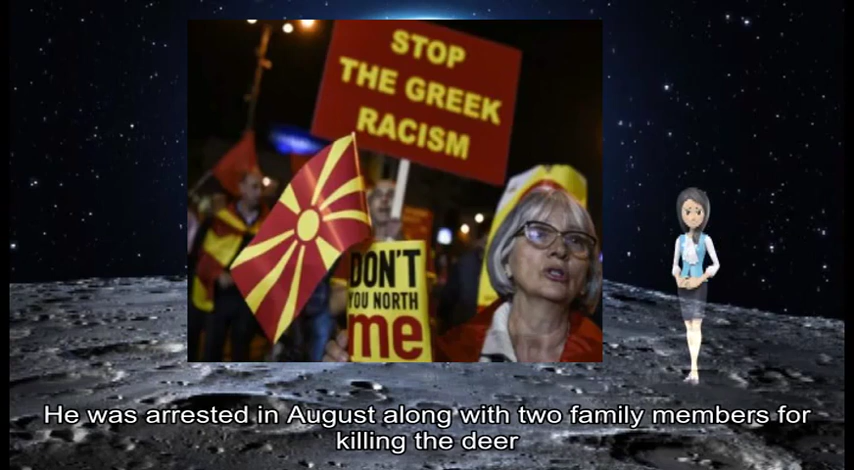 STOP
THE GREEK
RACISM
DON'T
YOU NORTH
me
He was arrested in August along with two family members for
killing the deer